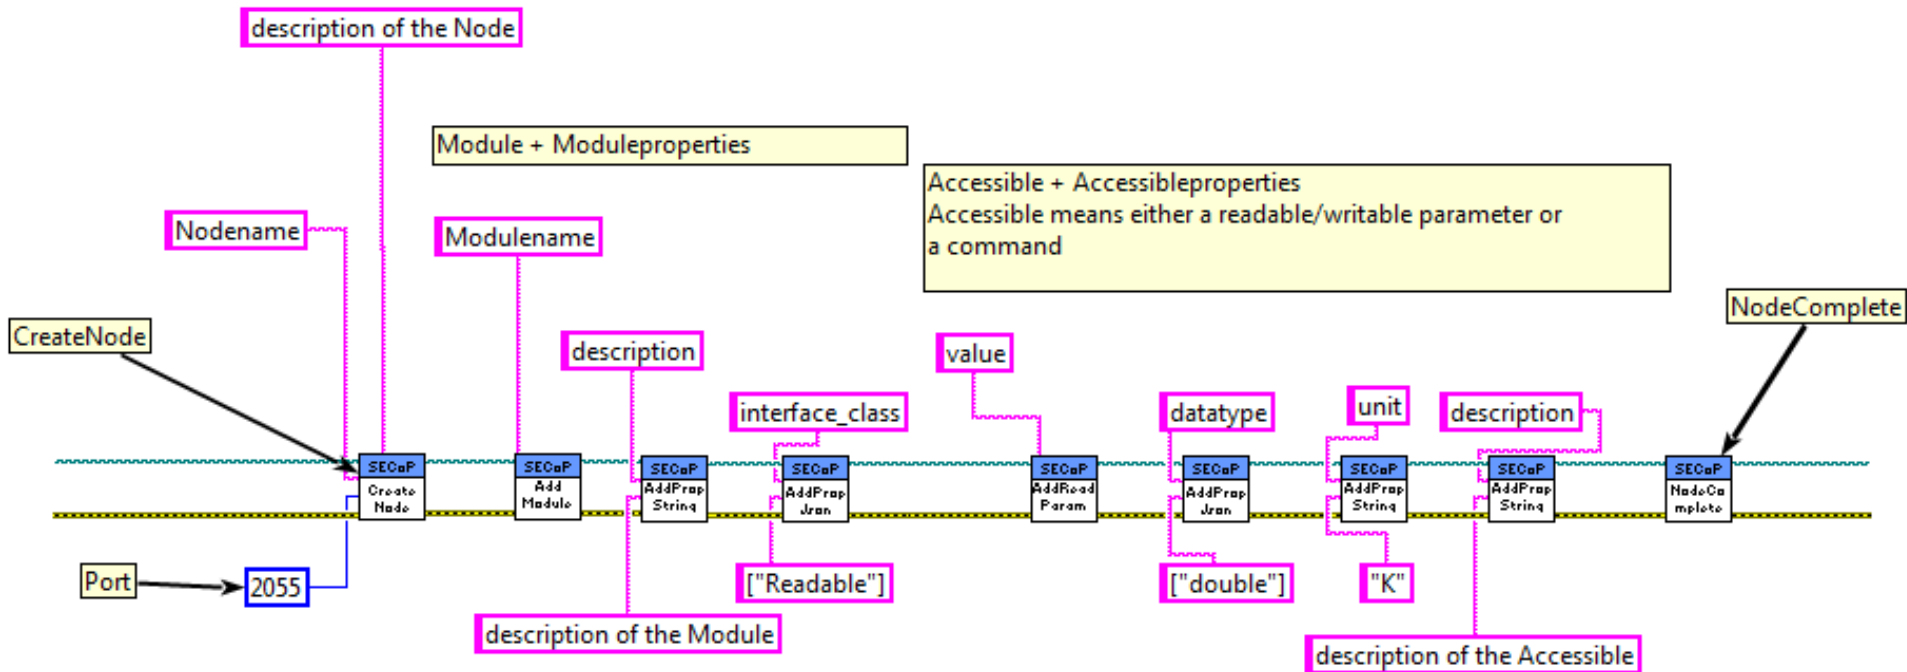 description of the Node
Module + Moduleproperties
Accessible + Accessibleproperties
Accessible means either a readable/writable parameter or
a command
Nodename
Modulename
CreateNode
NodeComplete
description
value
interface_class
datatype
unit
description
SECoP
Create
Node
SECoP
Add
Module
SECoP
AddProp
String
SECoP
AddProp
Json
SECoP
AddRead
Param
SECoP
AddProp
Json
SECoP
AddProp
String
SECoP
AddProp
String
SECoP
NodeCo
mplete
Port
2055
["Readable"]
["double"]
"K"
description of the Module
description of the Accessible